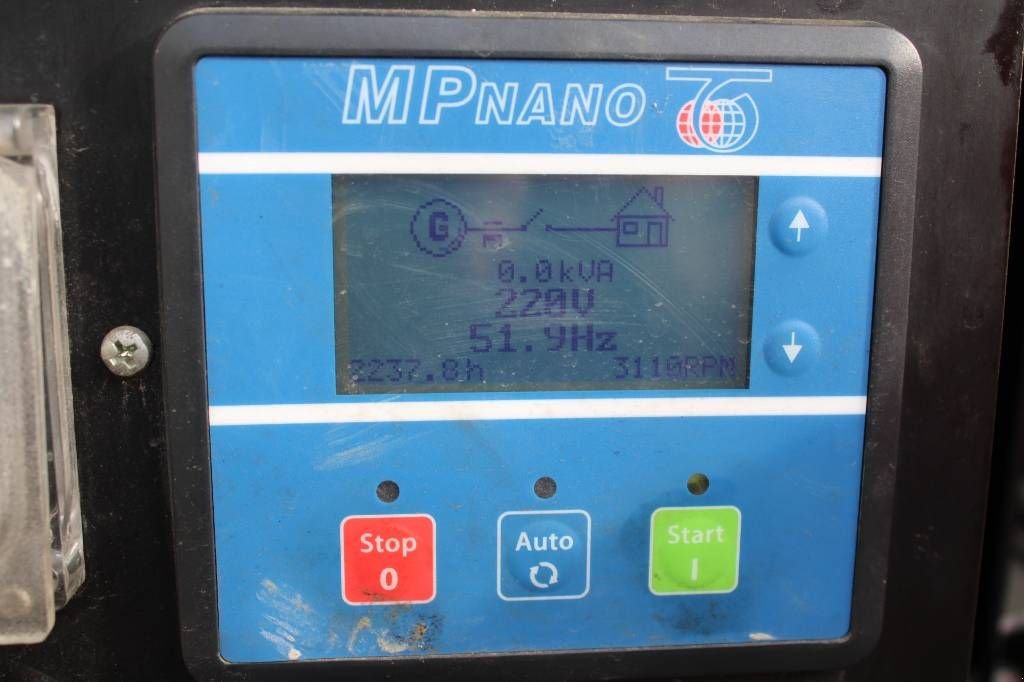 MPNANO
G
0.0kVA
220V
51.9Hz
2237.8h 3110RPM
Stop
0
Auto
Start
I